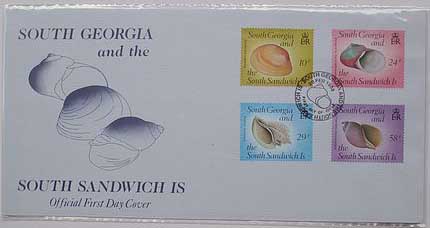 SOUTH GEORGIA
and the
SOUTH SANDWICH IS
Official First Day Cover
South Georgia
and
10p
the
South Sandwich Is
South Georgia
and
24p
the
South Sandwich Is
South Georgia
and
29p
the
South Sandwich Is
South Georgia
and
58p
the
South Sandwich Is